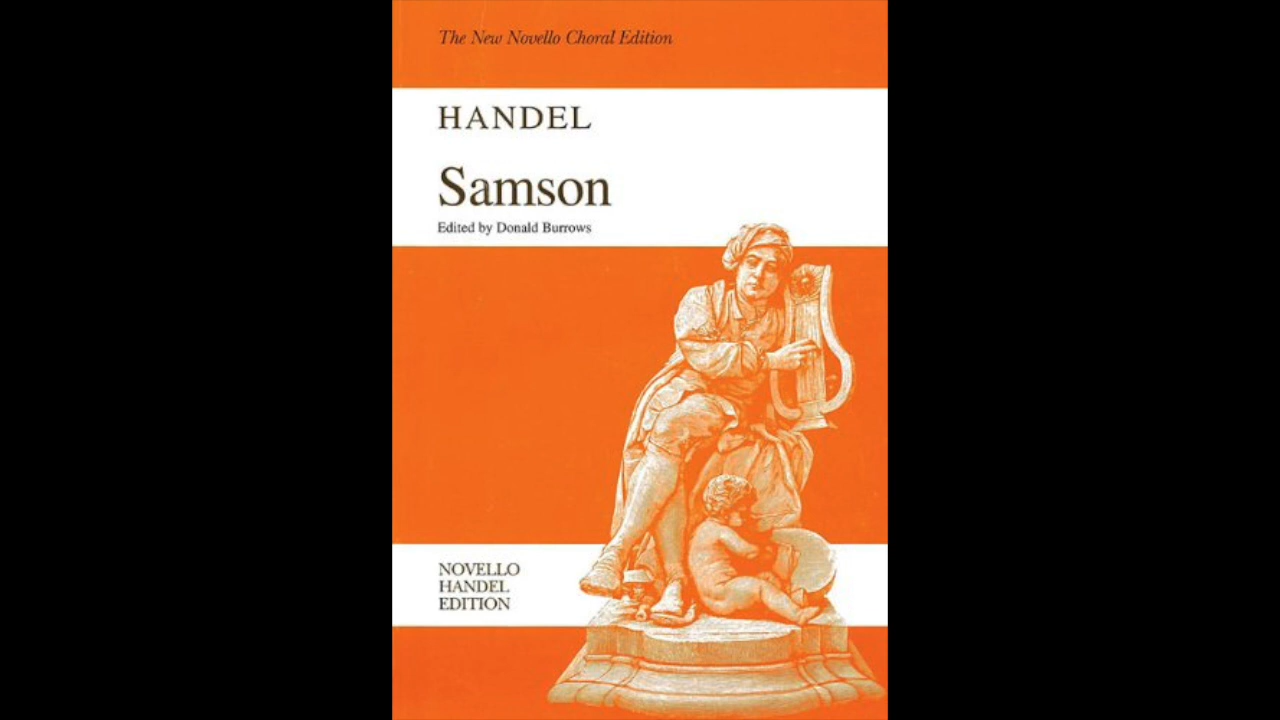 The New Novello Choral Edition
HANDEL
Samson
Edited by Donald Burrows
NOVELLO
HANDEL
EDITION